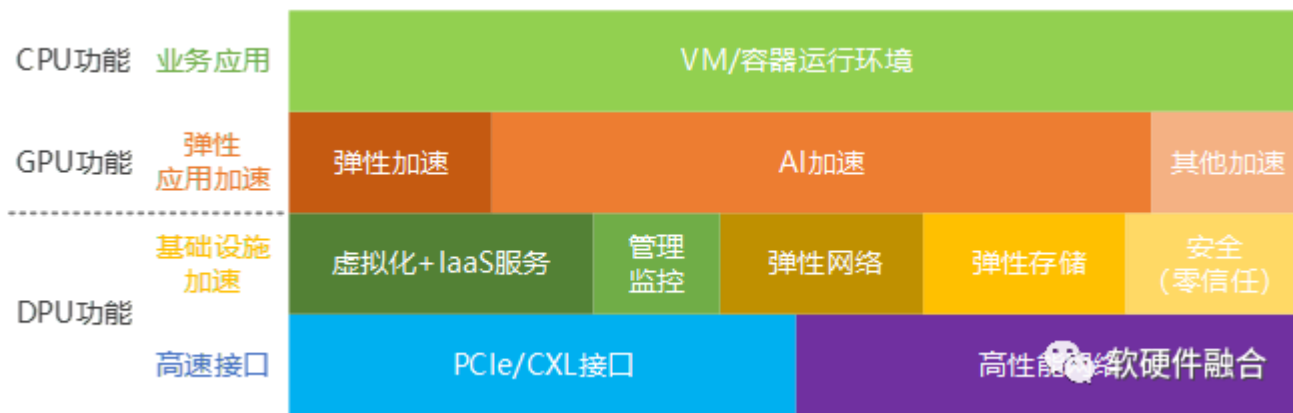 CPU功能 业务应用 VM/容器运行环境
GPU功能 弹性
应用加速 弹性加速 AI加速 其他加速
DPU功能
基础设施
加速 虚拟化+IaaS服务 管理
监控 弹性网络 弹性存储 安全
(零信任)
高速接口 PCIe/CXL接口 高性能网络
软硬件融合